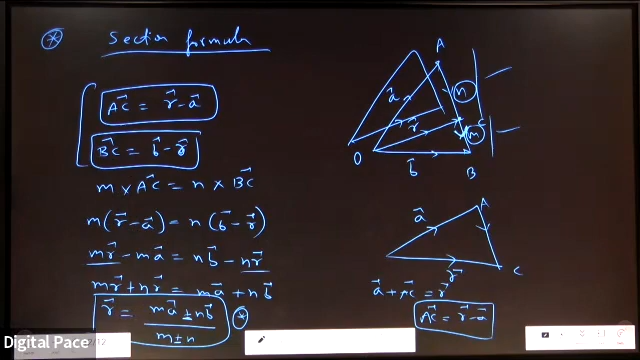 Section formula
AC⃗ = r⃗ - a⃗
BC⃗ = b⃗ - r⃗
m × AC⃗ = n × BC⃗
m(r⃗ - a⃗) = n(b⃗ - r⃗)
mr⃗ - ma⃗ = nb⃗ - nr⃗
mr⃗ + nr⃗ = ma⃗ + nb⃗
r⃗ = (ma⃗ ± nb⃗) / (m ± n)
A
a⃗
n
r⃗
C
m
O
b⃗
B
A
a⃗
r⃗
C
a⃗ + AC⃗ = r⃗
AC⃗ = r⃗ - a⃗
Digital Pace